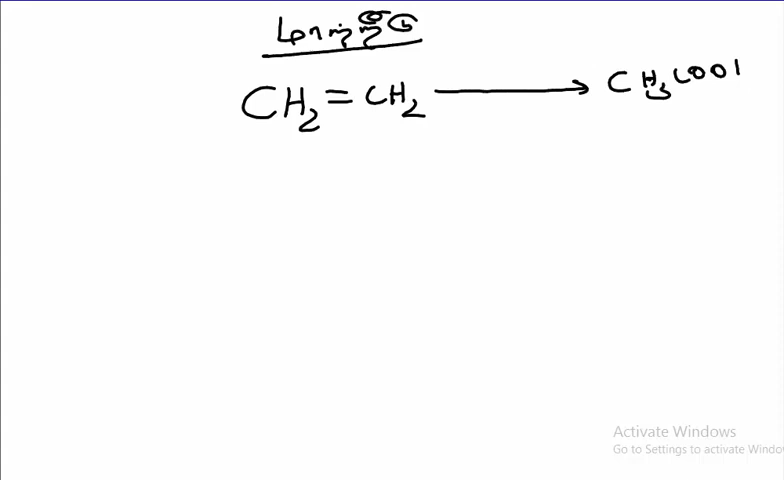 CH₂ = CH₂ ⟶ CH₃COO
Activate Windows
Go to Settings to activate Windo